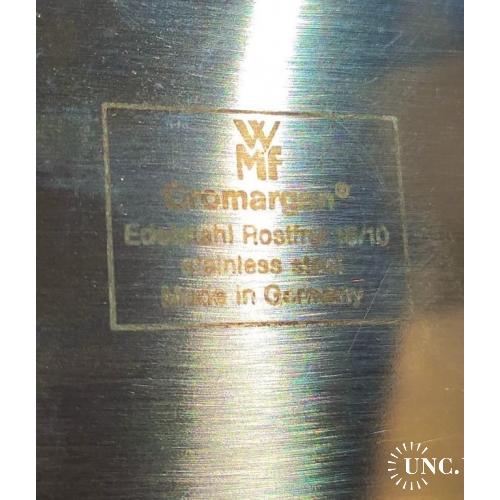 WMF
Cromargan®
Edelstahl Rostfrei 18/10
stainless steel
Made in Germany
UNC.